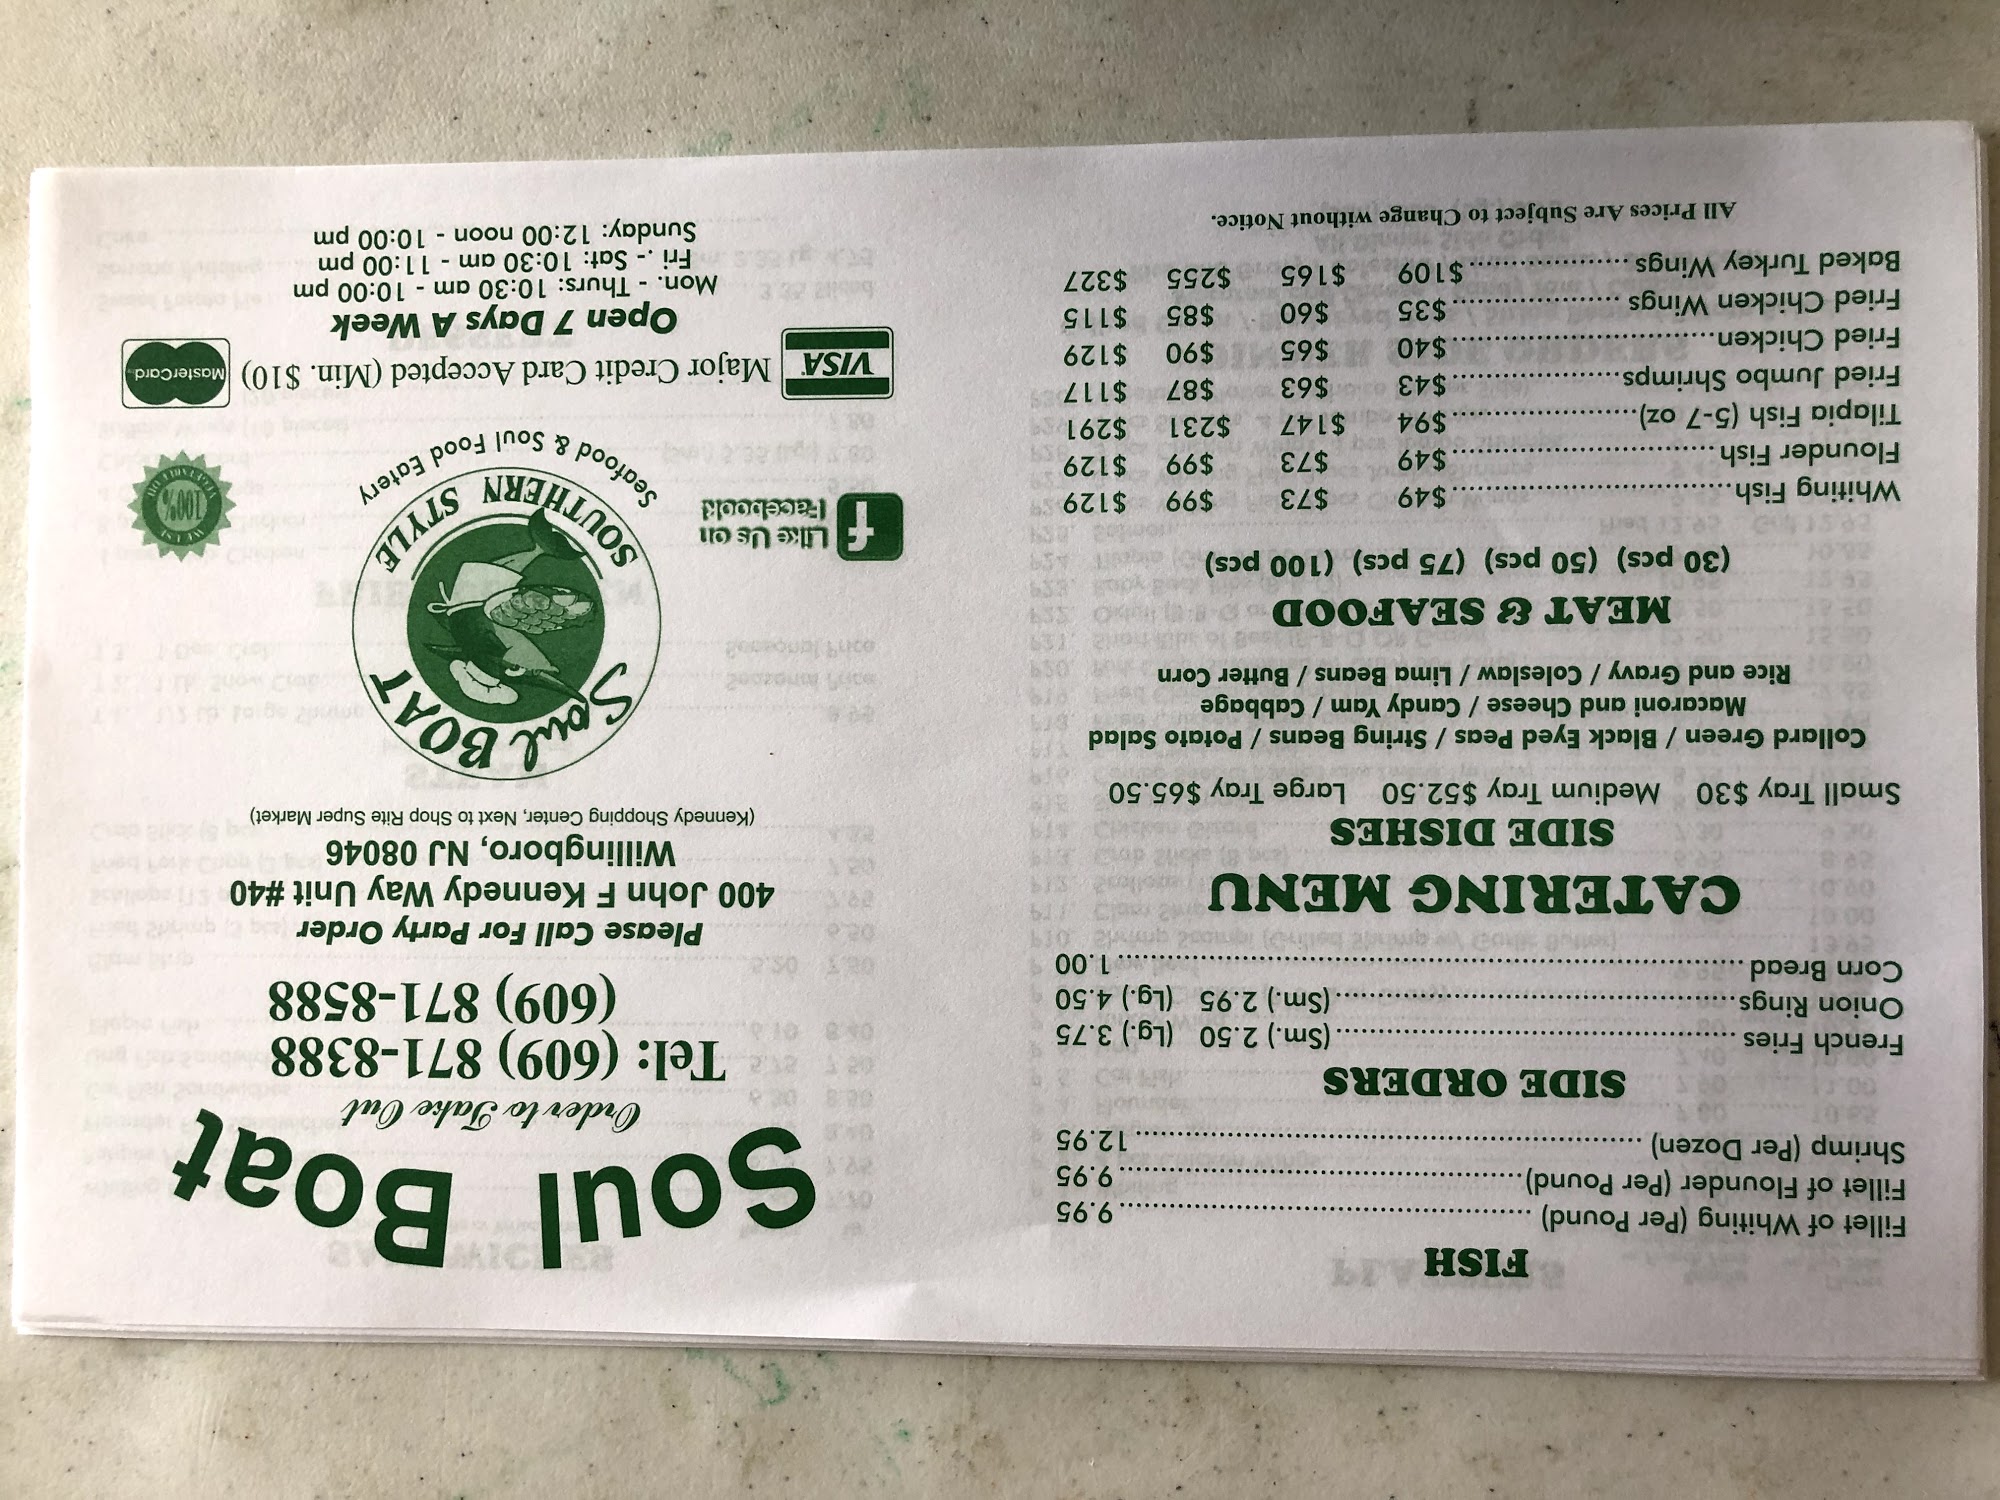 FISH
Fillet of Whiting (Per Pound) 9.95
Fillet of Flounder (Per Pound) 9.95
Shrimp (Per Dozen) 12.95
SIDE ORDERS
French Fries (Sm.) 2.50 (Lg.) 3.75
Onion Rings (Sm.) 2.95 (Lg.) 4.50
Corn Bread 1.00
CATERING MENU
SIDE DISHES
Small Tray $30 Medium Tray $52.50 Large Tray $65.50
Collard Green / Black Eyed Peas / String Beans / Potato Salad
Macaroni and Cheese / Candy Yam / Cabbage
Rice and Gravy / Coleslaw / Lima Beans / Butter Corn
MEAT & SEAFOOD
(30 pcs) (50 pcs) (75 pcs) (100 pcs)
Whiting Fish $49 $73 $99 $129
Flounder Fish $49 $73 $99 $129
Tilapia Fish (5-7 oz) $94 $147 $231 $291
Fried Jumbo Shrimps $43 $63 $87 $117
Fried Chicken $40 $65 $90 $129
Fried Chicken Wings $35 $60 $85 $115
Baked Turkey Wings $109 $165 $255 $327
All Prices Are Subject to Change without Notice.
Soul Boat
Order to Take Out
Tel: (609) 871-8388
(609) 871-8588
Please Call For Party Order
400 John F Kennedy Way Unit #40
Willingboro, NJ 08046
(Kennedy Shopping Center, Next to Shop Rite Super Market)
Soul BOAT
SOUTHERN STYLE
Seafood & Soul Food Eatery
Like Us on
Facebook
f
WE USE
100%
VEGETABLE OIL
VISA
Major Credit Card Accepted (Min. $10)
MasterCard
Open 7 Days A Week
Mon. - Thurs: 10:30 am - 10:00 pm
Fri .- Sat: 10:30 am - 11:00 pm
Sunday: 12:00 noon - 10:00 pm